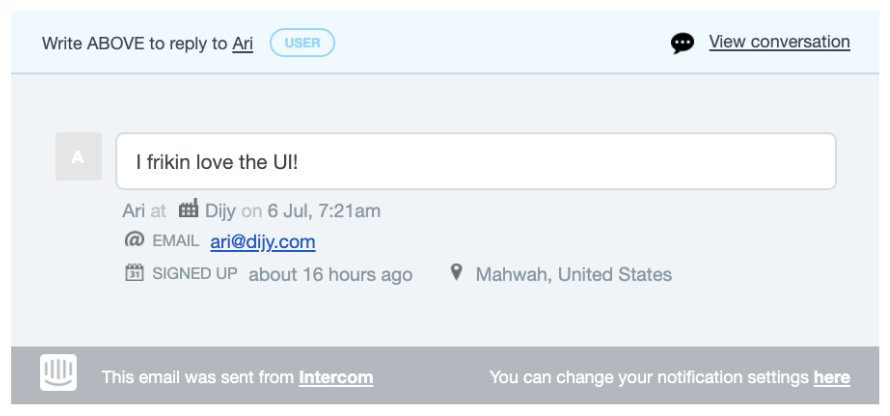 Write ABOVE to reply to Ari USER View conversation
A
I frikin love the UI!
Ari at Dijy on 6 Jul, 7:21am
EMAIL ari@dijy.com
31 SIGNED UP about 16 hours ago Mahwah, United States
This email was sent from Intercom You can change your notification settings here